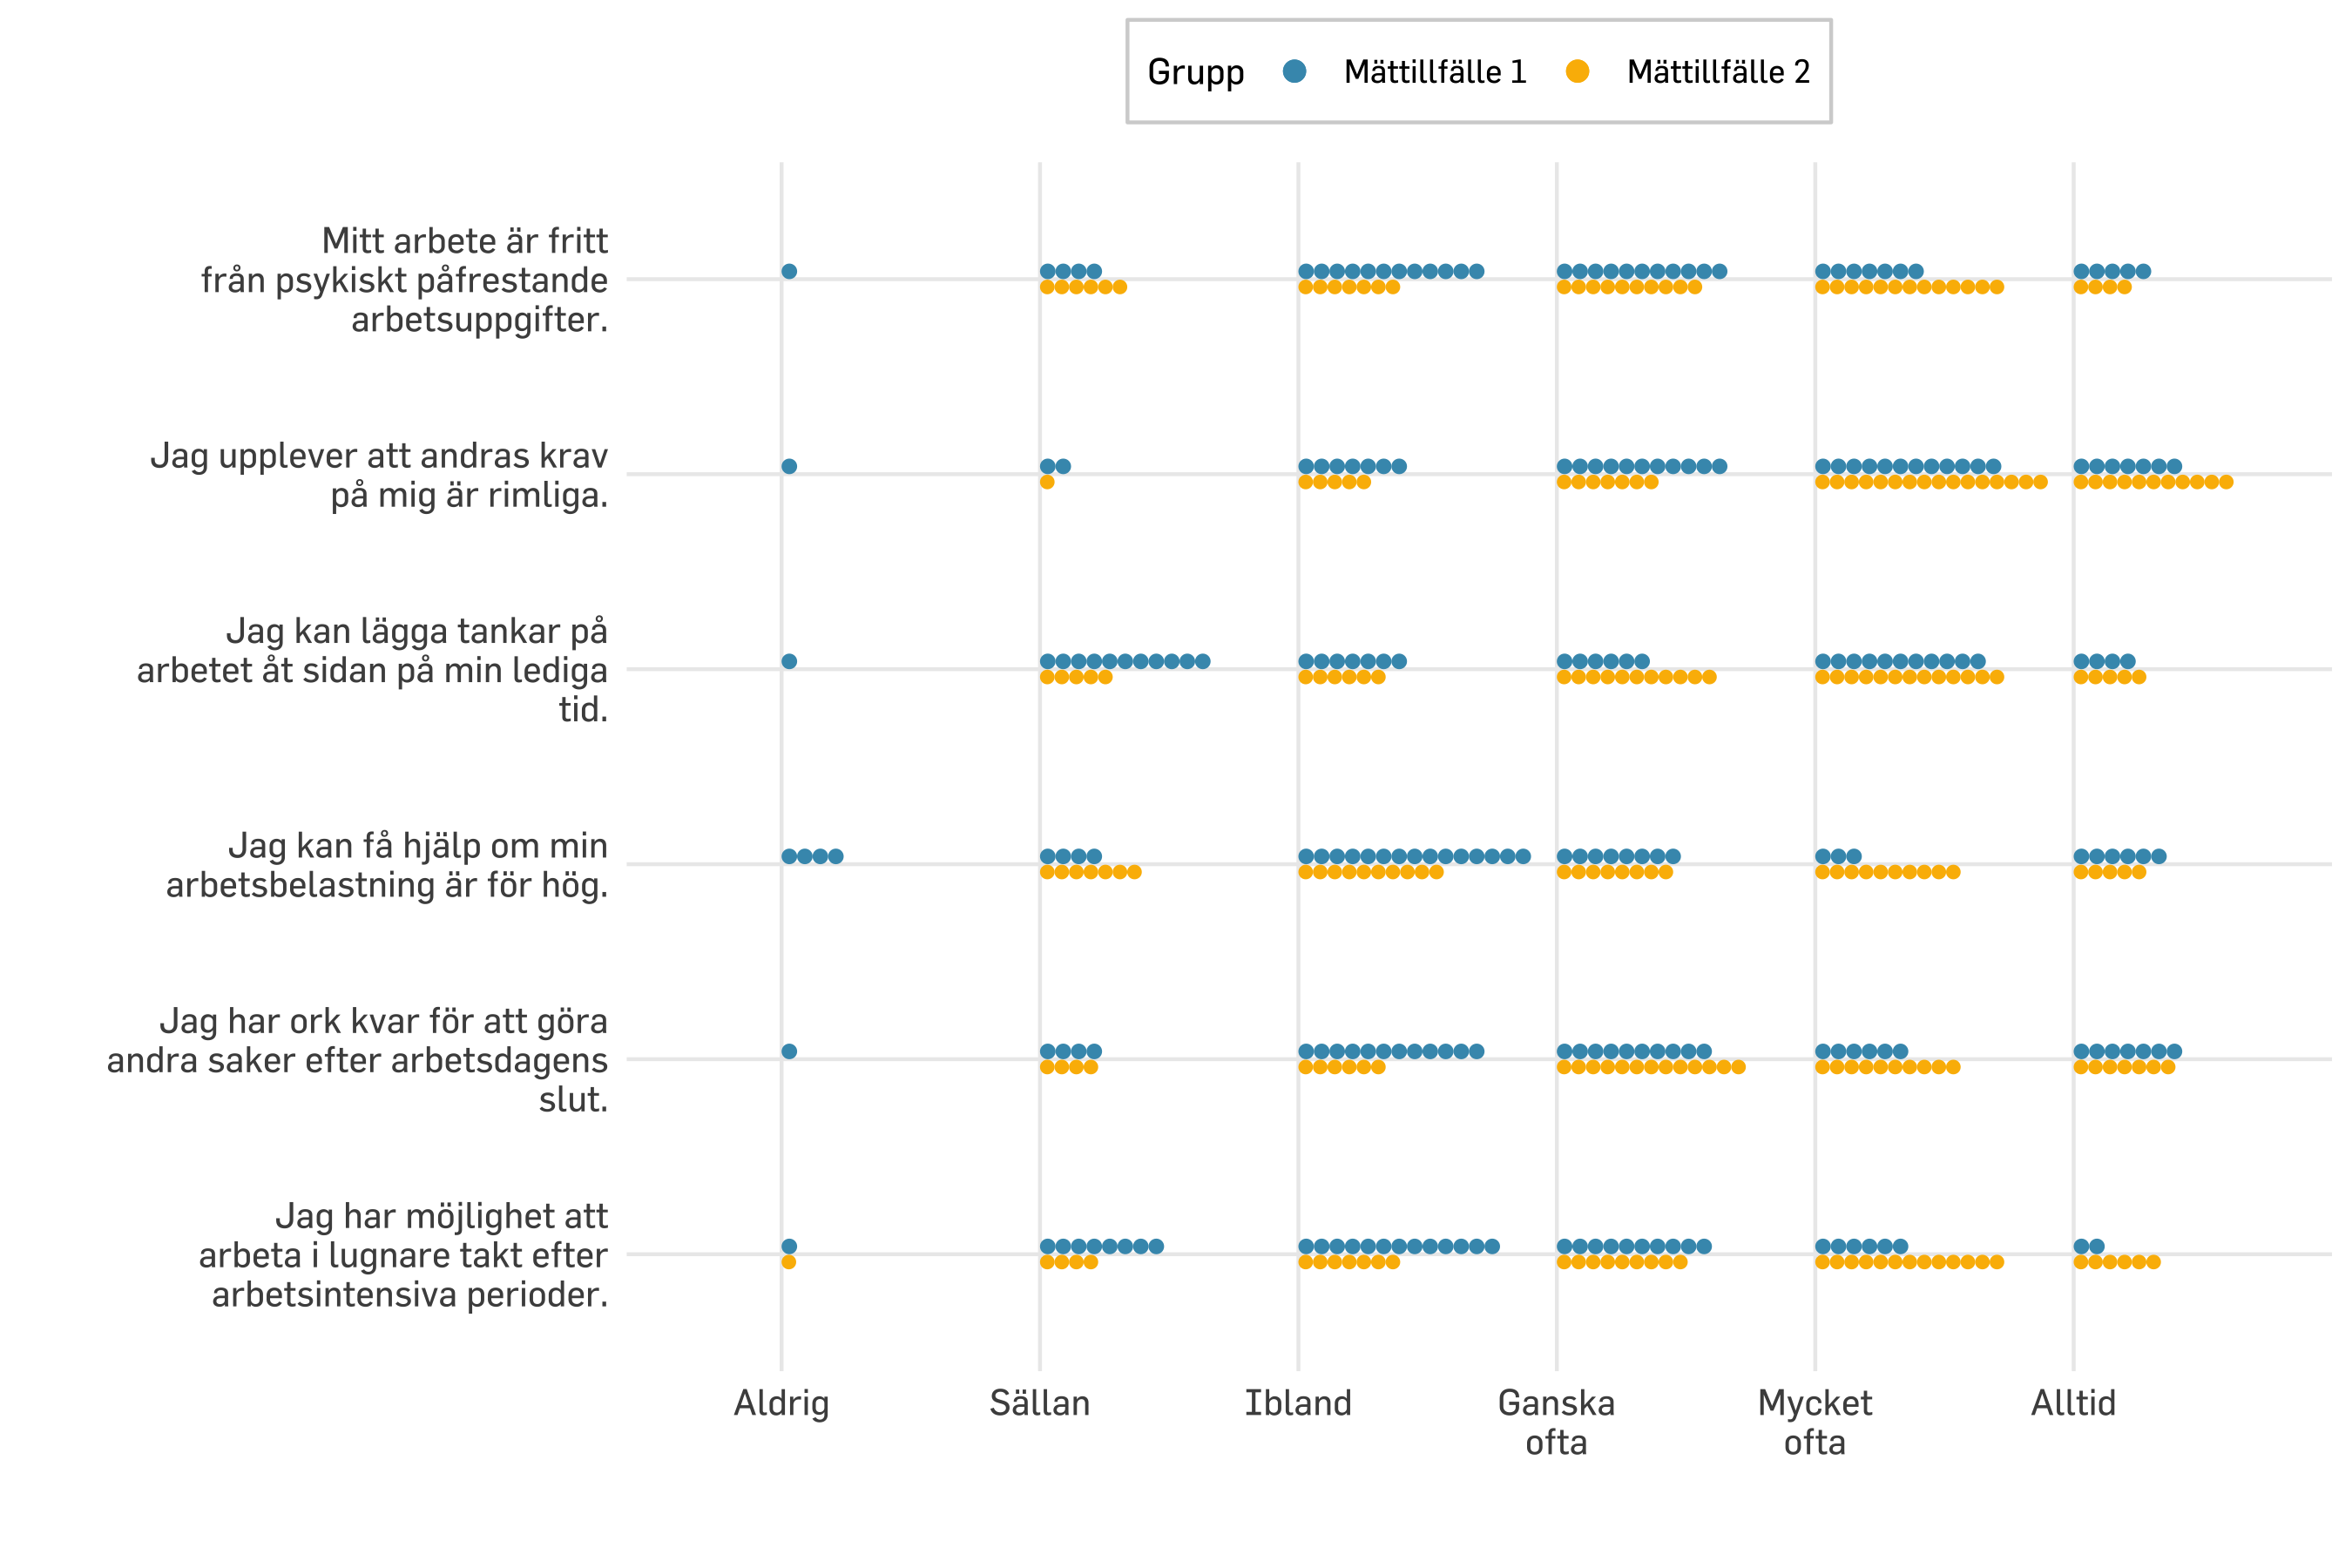 Grupp Mättillfälle 1 Mättillfälle 2
Mitt arbete är fritt
från psykiskt påfrestande
arbetsuppgifter.
Jag upplever att andras krav
på mig är rimliga.
Jag kan lägga tankar på
arbetet åt sidan på min lediga
tid.
Jag kan få hjälp om min
arbetsbelastning är för hög.
Jag har ork kvar för att göra
andra saker efter arbetsdagens
slut.
Jag har möjlighet att
arbeta i lugnare takt efter
arbetsintensiva perioder.
Aldrig Sällan Ibland Ganska Mycket Alltid
ofta ofta